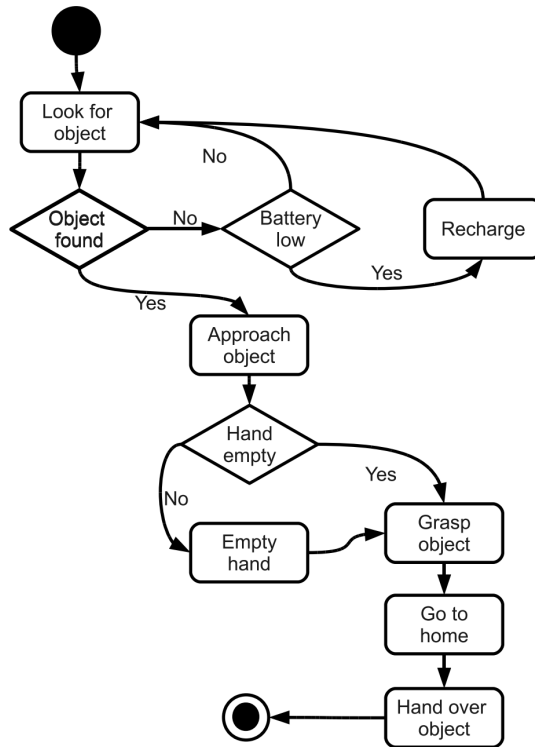 Look for
object
No
Object
found
No
Battery
low
Recharge
Yes
Yes
Approach
object
Hand
empty
Yes
No
Grasp
object
Empty
hand
Go to
home
Hand over
object